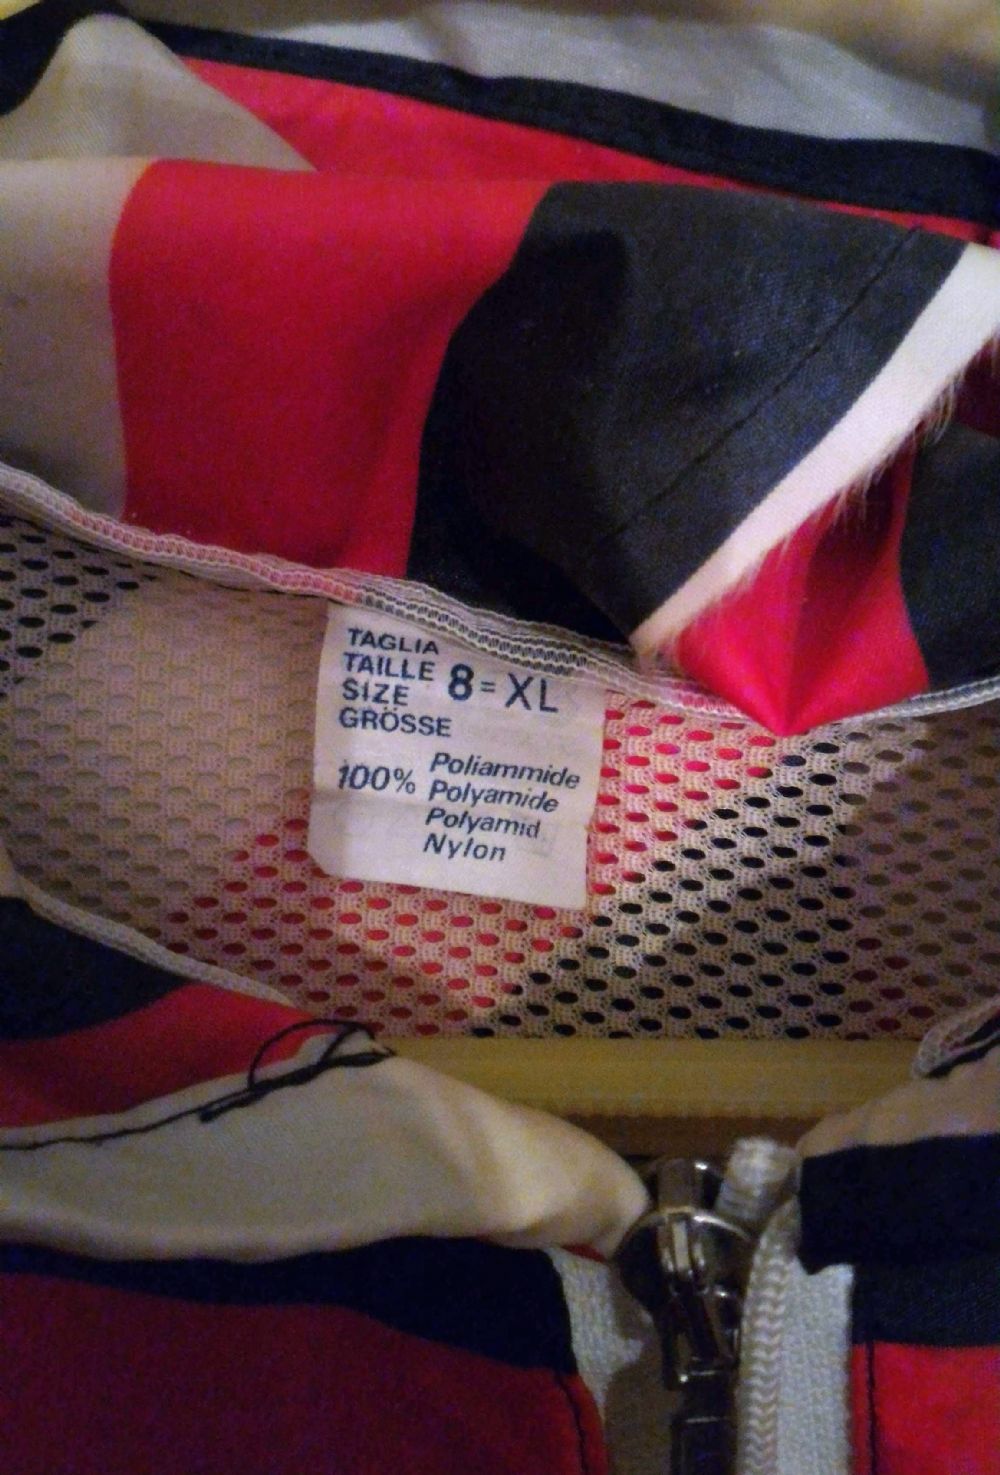 TAGLIA
TAILLE
SIZE
GRÖSSE
8 = XL
100%
Poliammide
Polyamide
Polyamid
Nylon